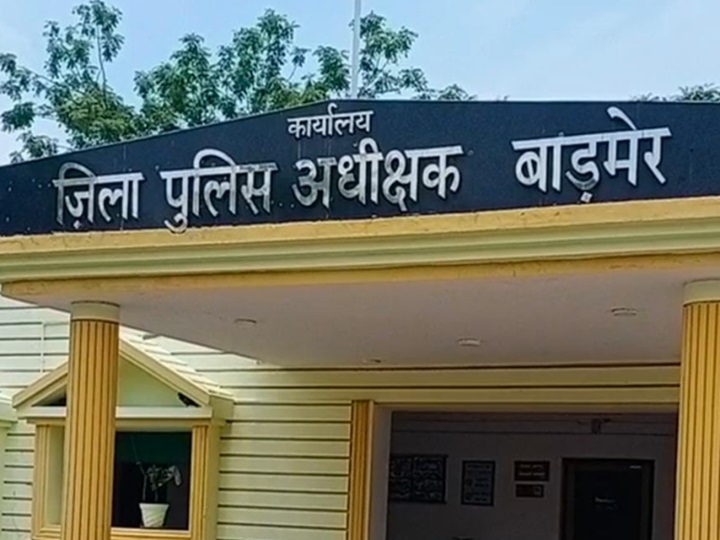 कार्यालय
ज़िला पुलिस अधीक्षक बाड़मेर